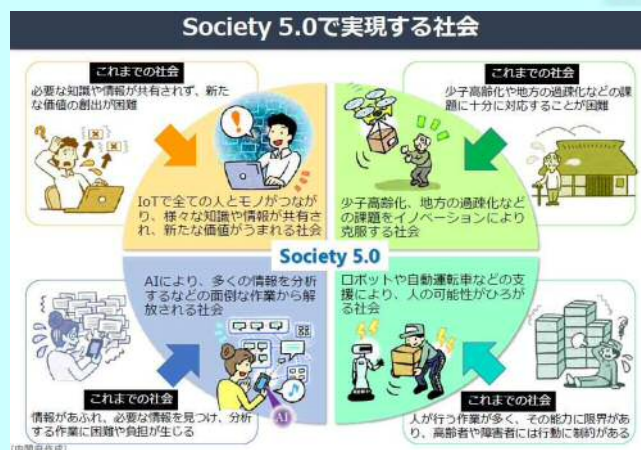 Society 5.0で実現する社会
これまでの社会
必要な知識や情報が共有されず、新た
な価値の創出が困難
これまでの社会
少子高齢化や地方の過疎化などの課
題に十分に対応することが困難
IoTで全ての人とモノがつなが
り、様々な知識や情報が共有さ
れ、新たな価値がうまれる社会
少子高齢化、地方の過疎化など
の課題をイノベーションにより
克服する社会
Society 5.0
AIにより、多くの情報を分析
するなどの面倒な作業から解
放される社会
ロボットや自動運転車などの支
援により、人の可能性がひろが
る社会
AI
これまでの社会
情報があふれ、必要な情報を見つけ、分析
する作業に困難や負担が生じる
これまでの社会
人が行う作業が多く、その能力に限界があ
り、高齢者や障害者には行動に制約がある
[内閣府作成]